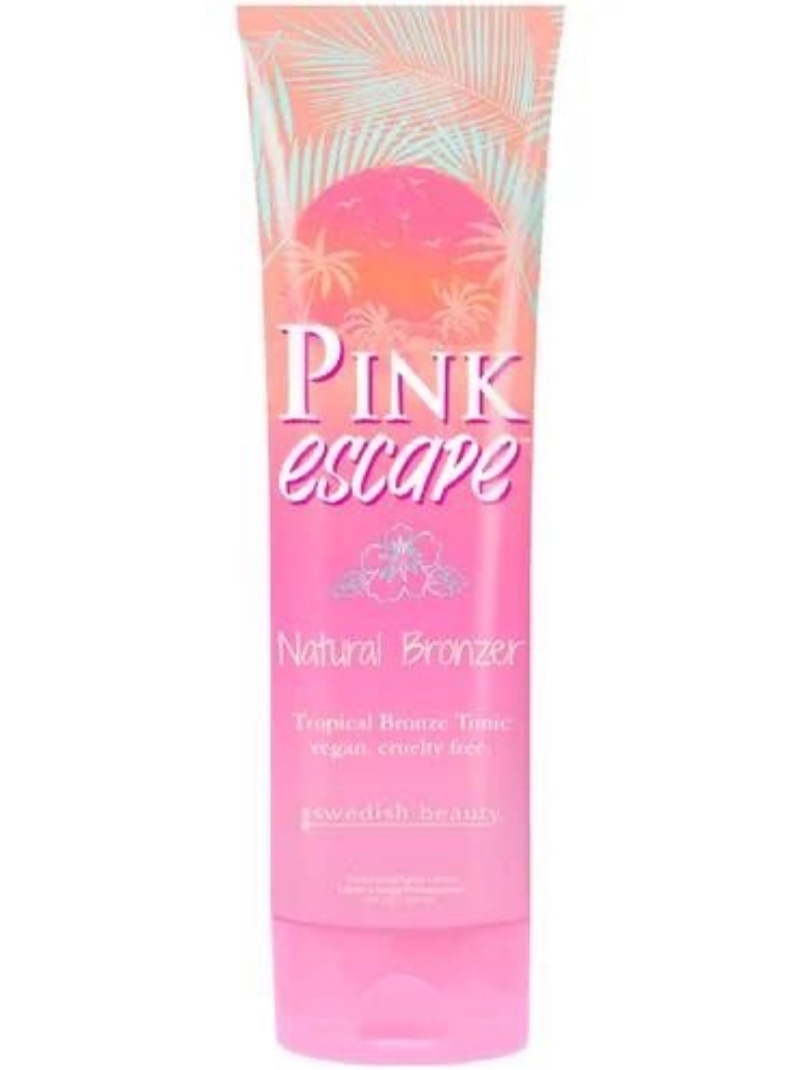 PINK
escape
Natural Bronzer
Tropical Bronze Tonic
vegan. cruelty free.
swedish beauty